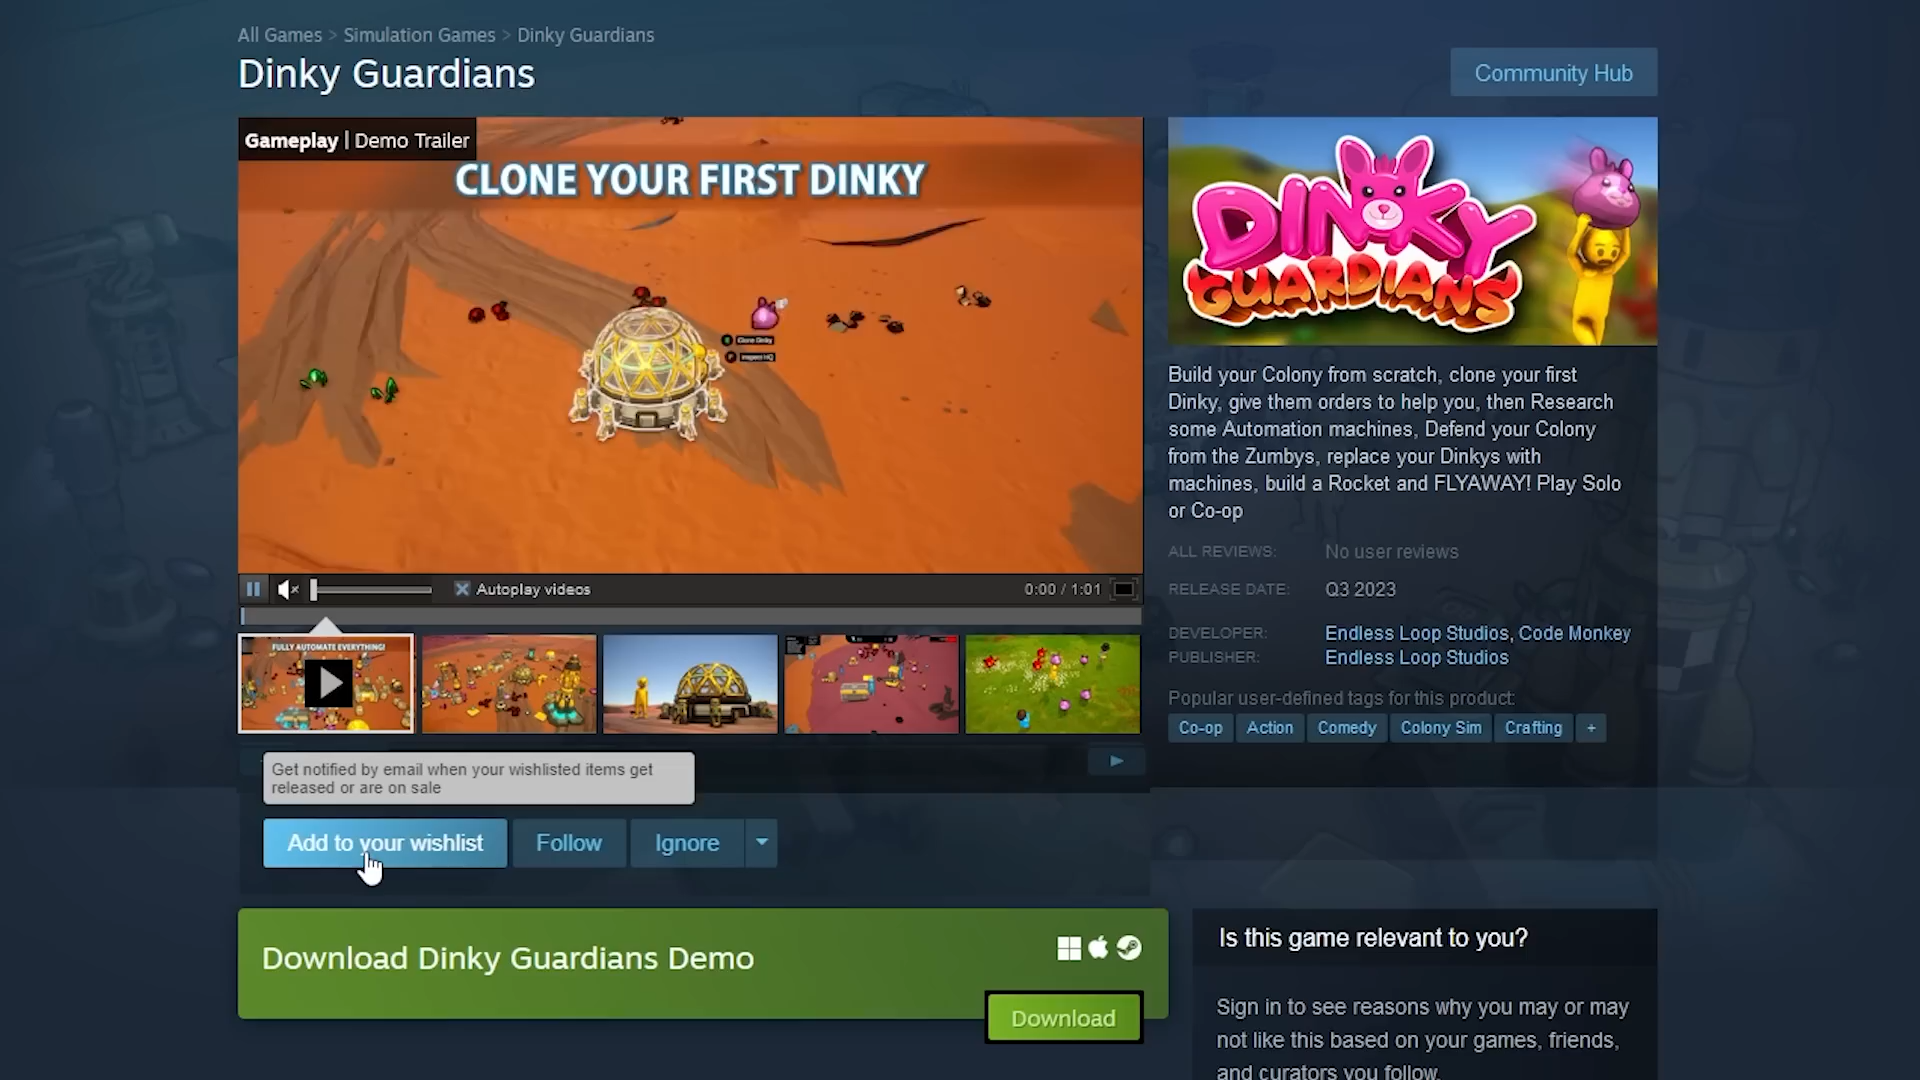 All Games > Simulation Games > Dinky Guardians
Dinky Guardians
Community Hub
Gameplay | Demo Trailer
CLONE YOUR FIRST DINKY
Clone Dinky
Inspect HQ
DINKY
GUARDIANS
Build your Colony from scratch, clone your first
Dinky, give them orders to help you, then Research
some Automation machines, Defend your Colony
from the Zumbys, replace your Dinkys with
machines, build a Rocket and FLYAWAY! Play Solo
or Co-op
ALL REVIEWS: No user reviews
RELEASE DATE: Q3 2023
DEVELOPER: Endless Loop Studios, Code Monkey
PUBLISHER: Endless Loop Studios
Popular user-defined tags for this product:
Co-op Action Comedy Colony Sim Crafting +
Autoplay videos
0:00 / 1:01
FULLY AUTOMATE EVERYTHING!
Get notified by email when your wishlisted items get
released or are on sale
Add to your wishlist Follow Ignore
Download Dinky Guardians Demo
Download
Is this game relevant to you?
Sign in to see reasons why you may or may
not like this based on your games, friends,
and curators you follow.